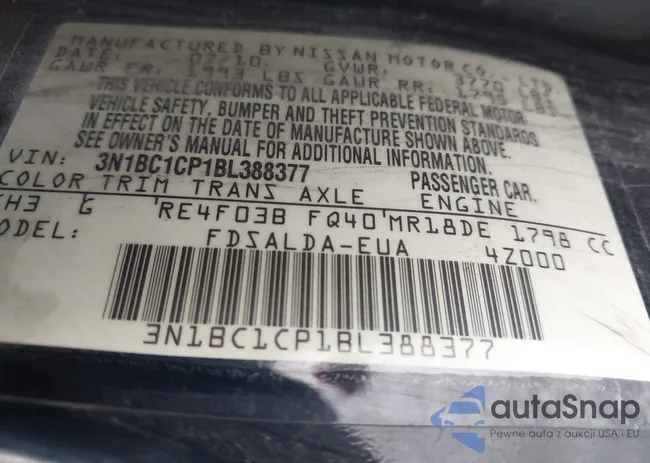 MANUFACTURED BY NISSAN MOTOR CO., LTD
DATE: 07/10 GVWR: 3770
GAWR FR: 1993 LBS GAWR RR: LBS
THIS VEHICLE CONFORMS TO ALL APPLICABLE FEDERAL MOTOR
VEHICLE SAFETY, BUMPER AND THEFT PREVENTION STANDARDS
IN EFFECT ON THE DATE OF MANUFACTURE SHOWN ABOVE.
SEE OWNER'S MANUAL FOR ADDITIONAL INFORMATION.
VIN: 3N1BC1CP1BL388377 PASSENGER CAR.
COLOR TRIM TRANS AXLE ENGINE
CH3 G RE4F03B FQ40 MR18DE 1798 CC
ODEL: FDSALDA-EUA 4Z000
3N1BC1CP1BL388377
autaSnap
Pewne auta z aukcji USA i EU